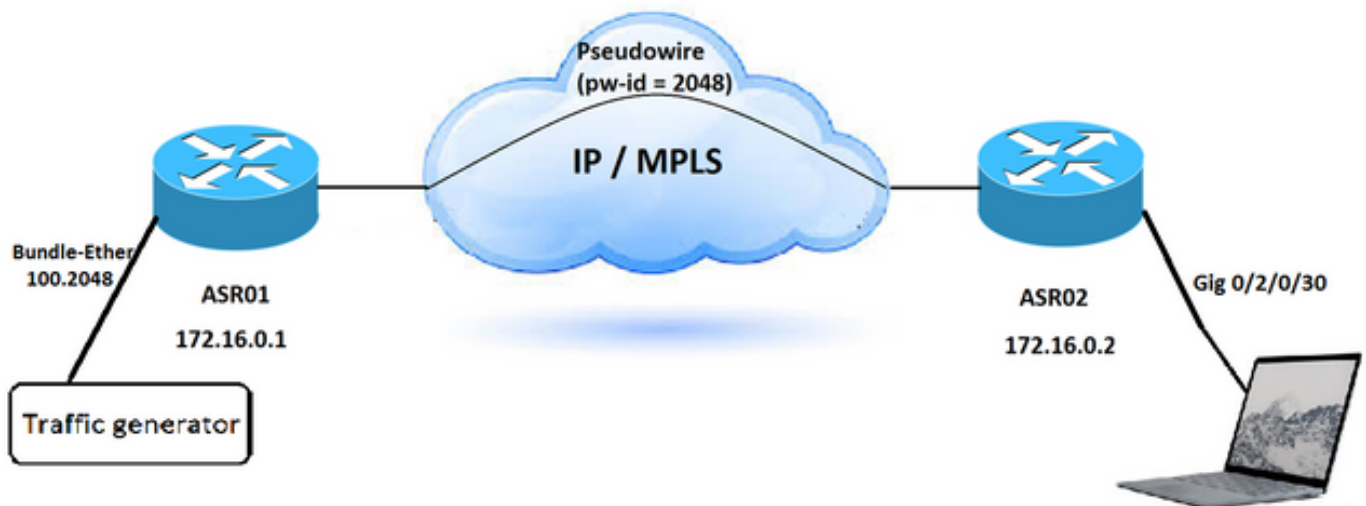 Pseudowire
(pw-id = 2048)
IP / MPLS
Bundle-Ether
100.2048
ASR01
172.16.0.1
Traffic generator
ASR02
172.16.0.2
Gig 0/2/0/30